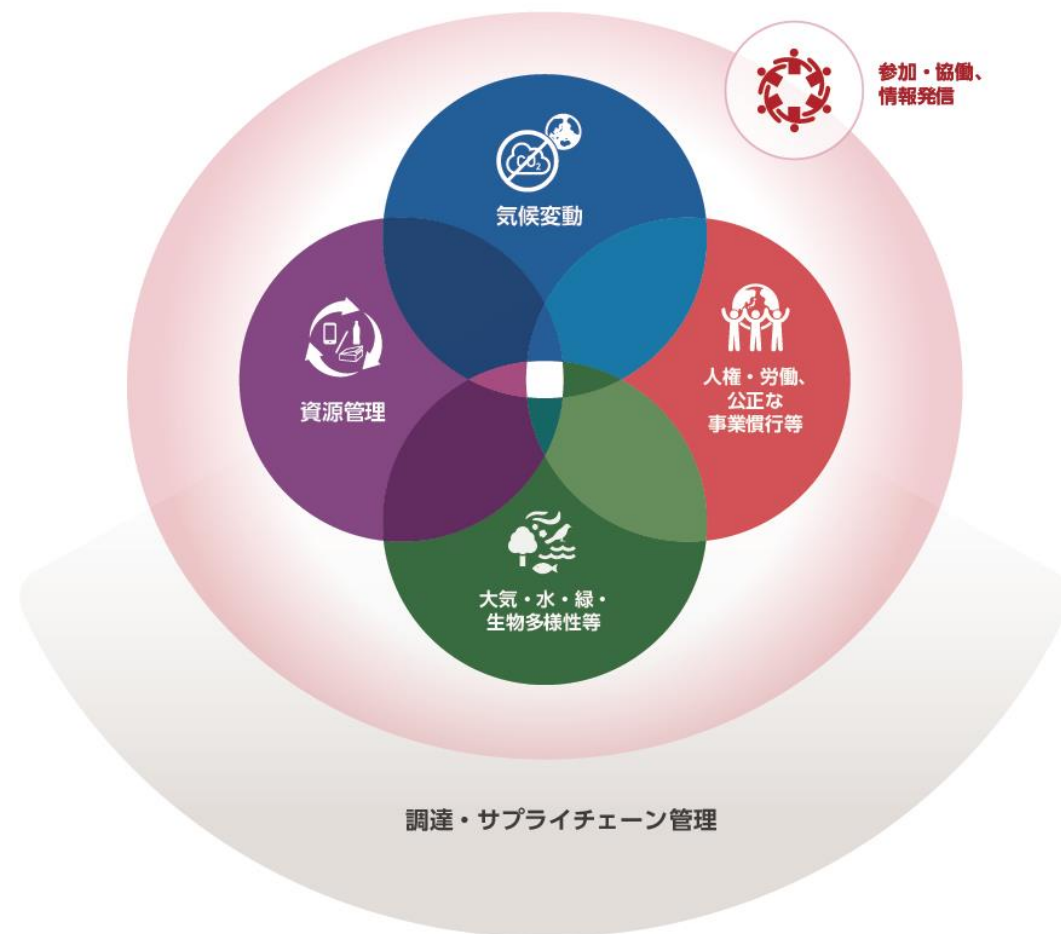 参加・協働、
情報発信
CO₂
気候変動
資源管理
人権・労働、
公正な
事業慣行等
大気・水・緑・
生物多様性等
調達・サプライチェーン管理